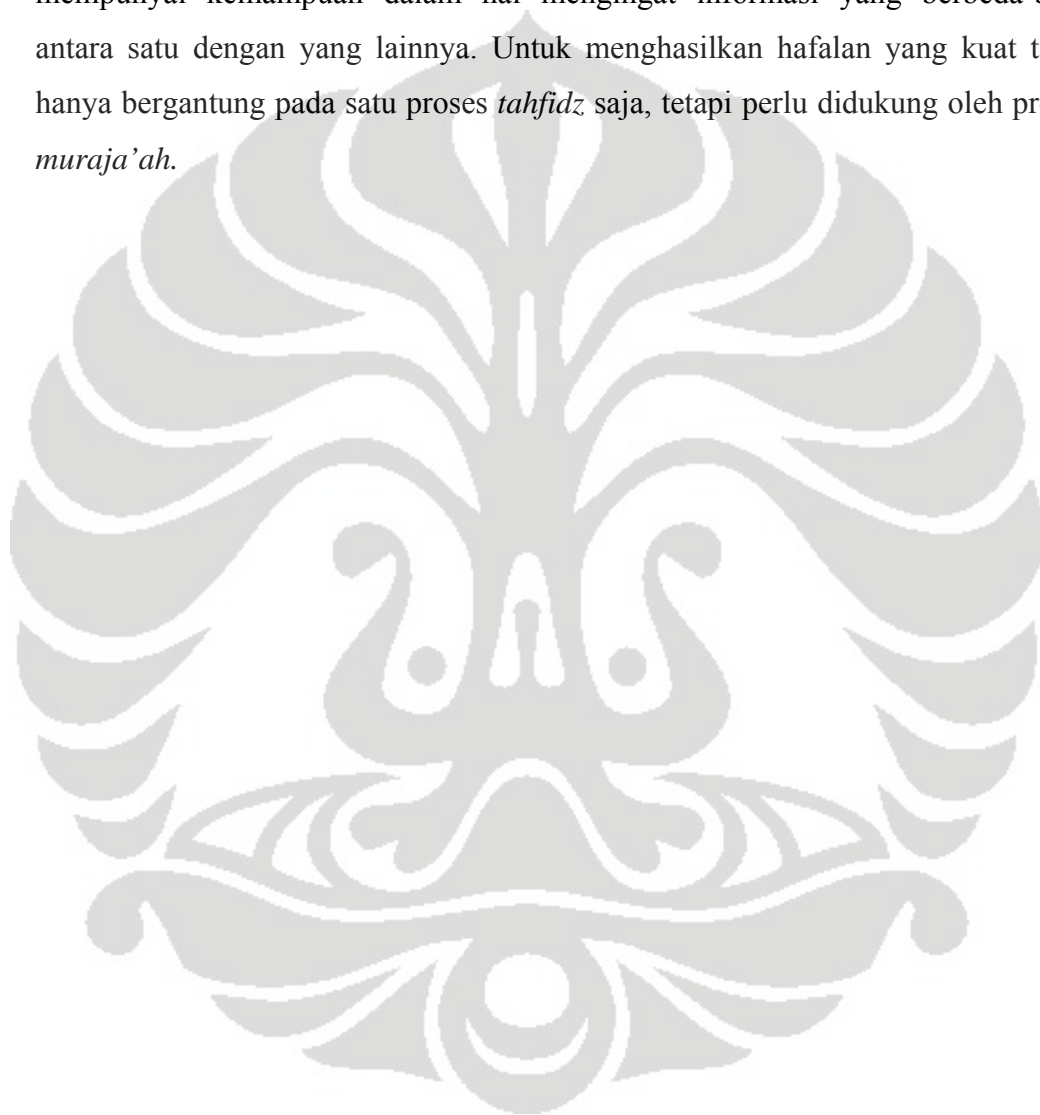 mempunyai kemampuan dalam hal mengingat informasi yang berbeda
antara satu dengan yang lainnya. Untuk menghasilkan hafalan yang kuat
hanya bergantung pada satu proses tahfidz saja, tetapi perlu didukung oleh
muraja’ah.